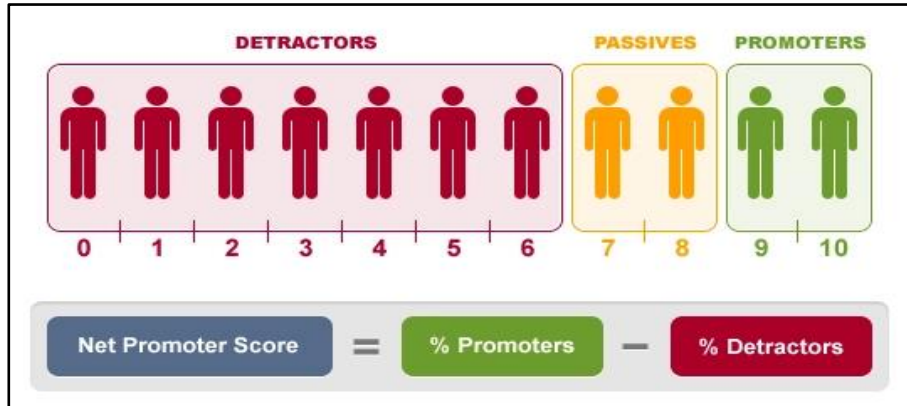 DETRACTORS PASSIVES PROMOTERS
0 1 2 3 4 5 6 7 8 9 10
Net Promoter Score = % Promoters − % Detractors